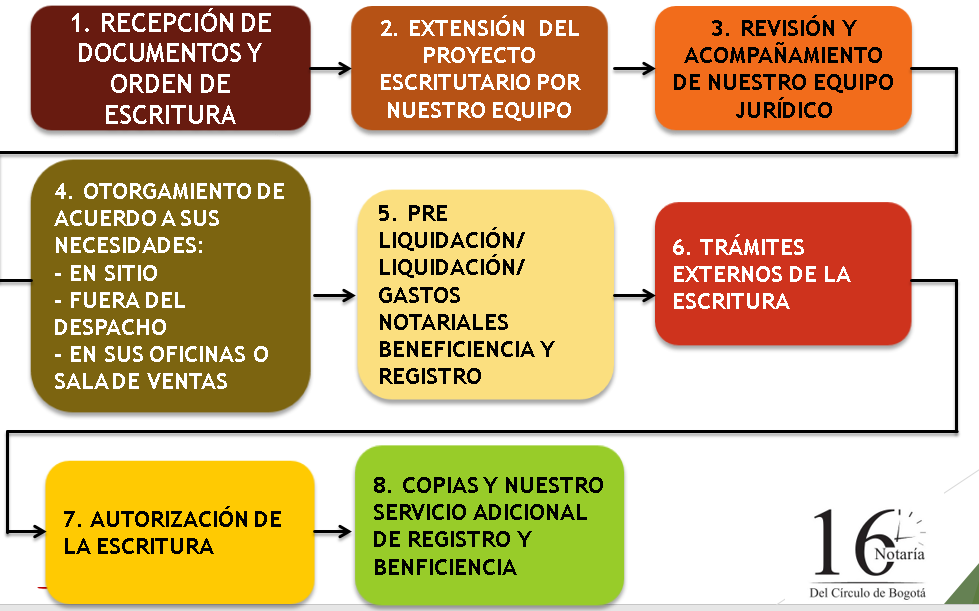 1. RECEPCIÓN DE
DOCUMENTOS Y
ORDEN DE
ESCRITURA
2. EXTENSIÓN DEL
PROYECTO
ESCRITUTARIO POR
NUESTRO EQUIPO
3. REVISIÓN Y
ACOMPAÑAMIENTO
DE NUESTRO EQUIPO
JURÍDICO
4. OTORGAMIENTO DE
ACUERDO A SUS
NECESIDADES:
- EN SITIO
- FUERA DEL
DESPACHO
- EN SUS OFICINAS O
SALA DE VENTAS
5. PRE
LIQUIDACIÓN/
LIQUIDACIÓN/
GASTOS
NOTARIALES
BENEFICIENCIA Y
REGISTRO
6. TRÁMITES
EXTERNOS DE LA
ESCRITURA
7. AUTORIZACIÓN DE
LA ESCRITURA
8. COPIAS Y NUESTRO
SERVICIO ADICIONAL
DE REGISTRO Y
BENFICIENCIA
16
Notaría
Del Círculo de Bogotá